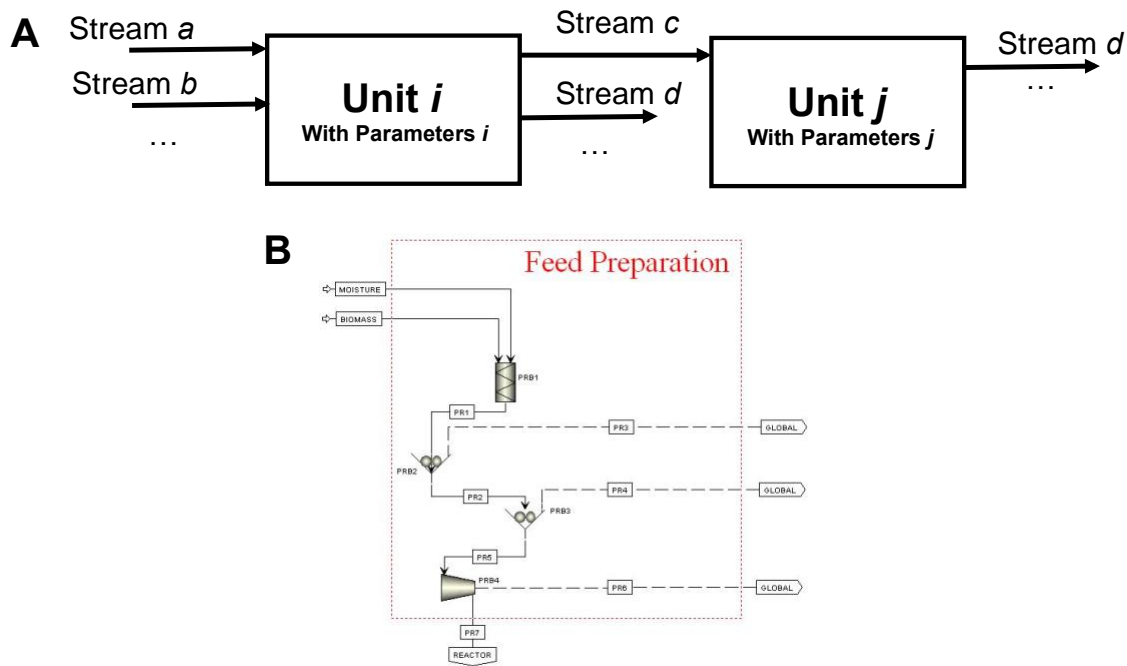 A
Stream a
Stream b
…
Unit i
With Parameters i
Stream c
Stream d
…
Unit j
With Parameters j
Stream d
…
B
Feed Preparation
MOISTURE
BIOMASS
PRB1
PR1
PR3
GLOBAL
PRB2
PR2
PR4
GLOBAL
PRB3
PR5
PRB4
PR6
GLOBAL
PR7
REACTOR